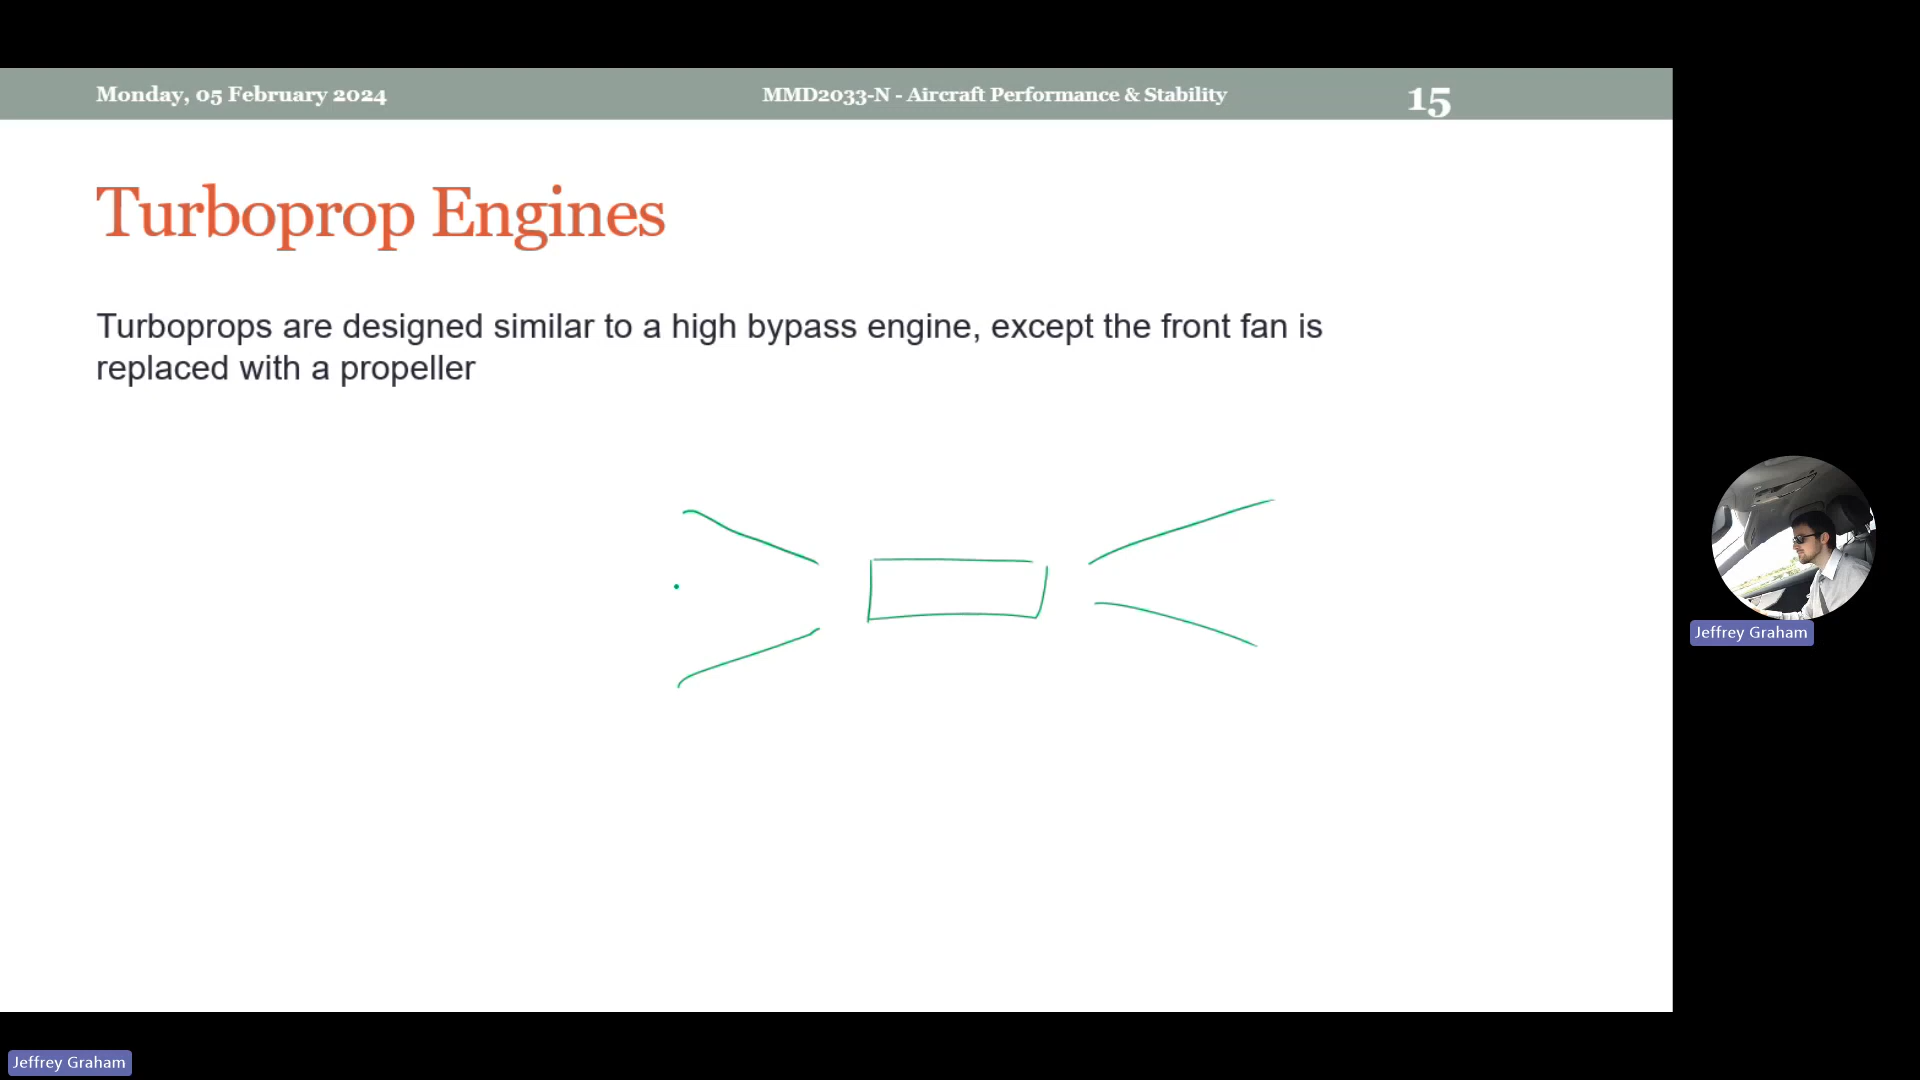 Monday, 05 February 2024
MMD2033-N - Aircraft Performance & Stability
15
Turboprop Engines
Turboprops are designed similar to a high bypass engine, except the front fan is
replaced with a propeller
Jeffrey Graham
Jeffrey Graham